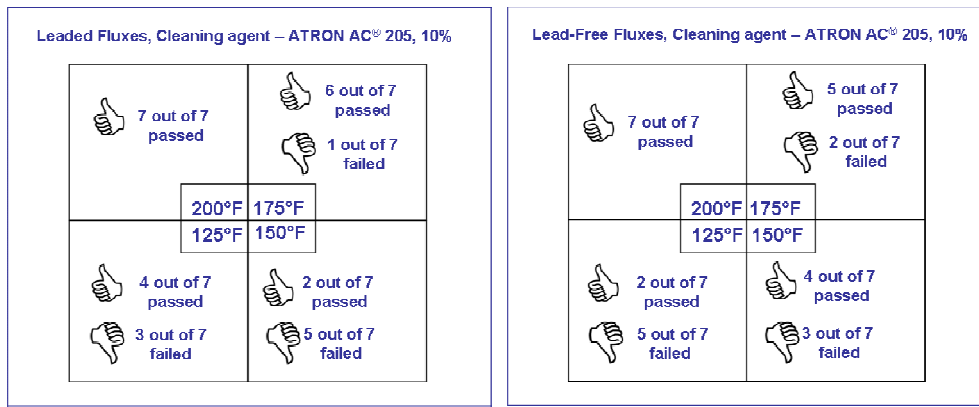 Leaded Fluxes, Cleaning agent – ATRON AC® 205, 10%
7 out of 7
passed
6 out of 7
passed
1 out of 7
failed
200°F 175°F
125°F 150°F
4 out of 7
passed
3 out of 7
failed
2 out of 7
passed
5 out of 7
failed
Lead-Free Fluxes, Cleaning agent – ATRON AC® 205, 10%
7 out of 7
passed
5 out of 7
passed
2 out of 7
failed
200°F 175°F
125°F 150°F
2 out of 7
passed
5 out of 7
failed
4 out of 7
passed
3 out of 7
failed